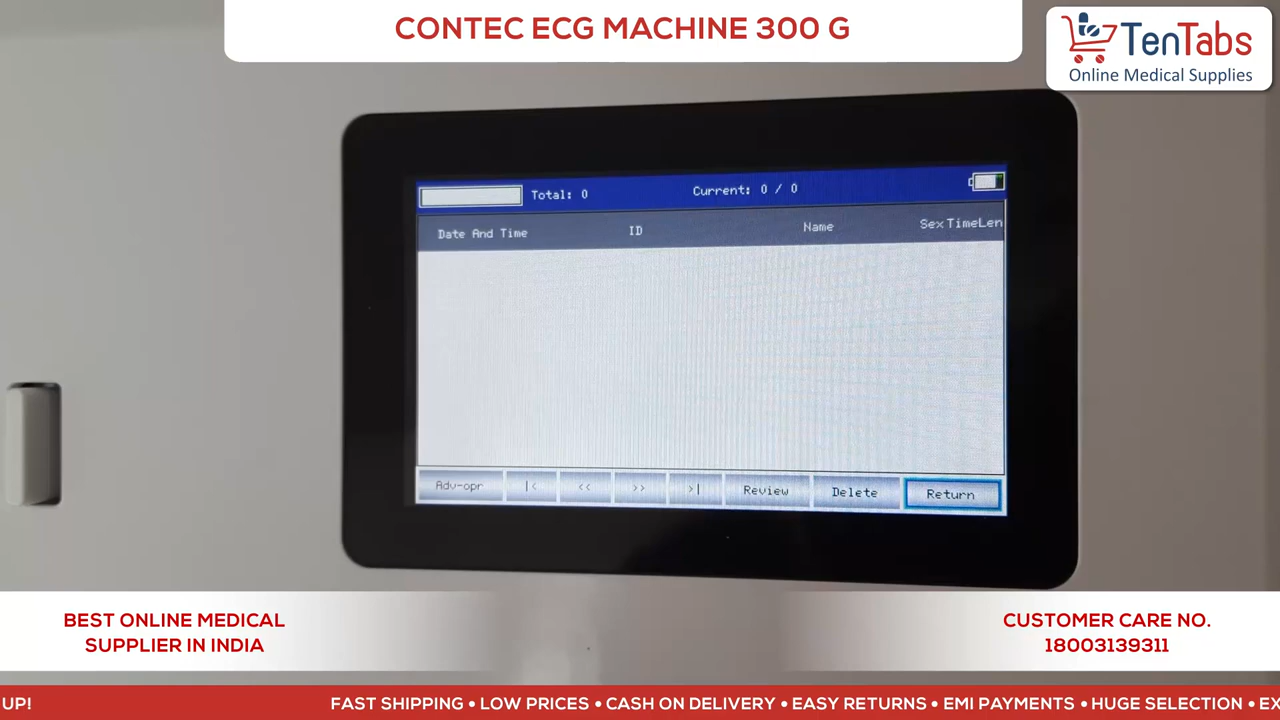 CONTEC ECG MACHINE 300 G
TenTabs
Online Medical Supplies
Total: 0
Current: 0 / 0
Date And Time ID Name Sex TimeLen
Adv-opr |< << >> >| Review Delete Return
BEST ONLINE MEDICAL
SUPPLIER IN INDIA
CUSTOMER CARE NO.
18003139311
UP! FAST SHIPPING • LOW PRICES • CASH ON DELIVERY • EASY RETURNS • EMI PAYMENTS • HUGE SELECTION • EX